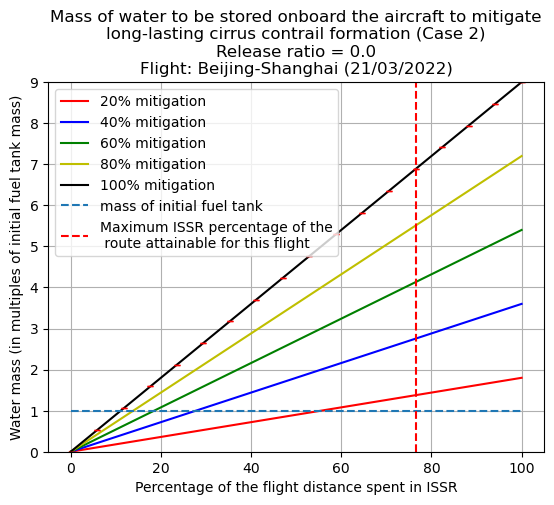 Mass of water to be stored onboard the aircraft to mitigate
long-lasting cirrus contrail formation (Case 2)
Release ratio = 0.0
Flight: Beijing-Shanghai (21/03/2022)
9
8
7
6
5
4
3
2
1
0
Water mass (in multiples of initial fuel tank mass)
20% mitigation
40% mitigation
60% mitigation
80% mitigation
100% mitigation
mass of initial fuel tank
Maximum ISSR percentage of the
route attainable for this flight
0 20 40 60 80 100
Percentage of the flight distance spent in ISSR